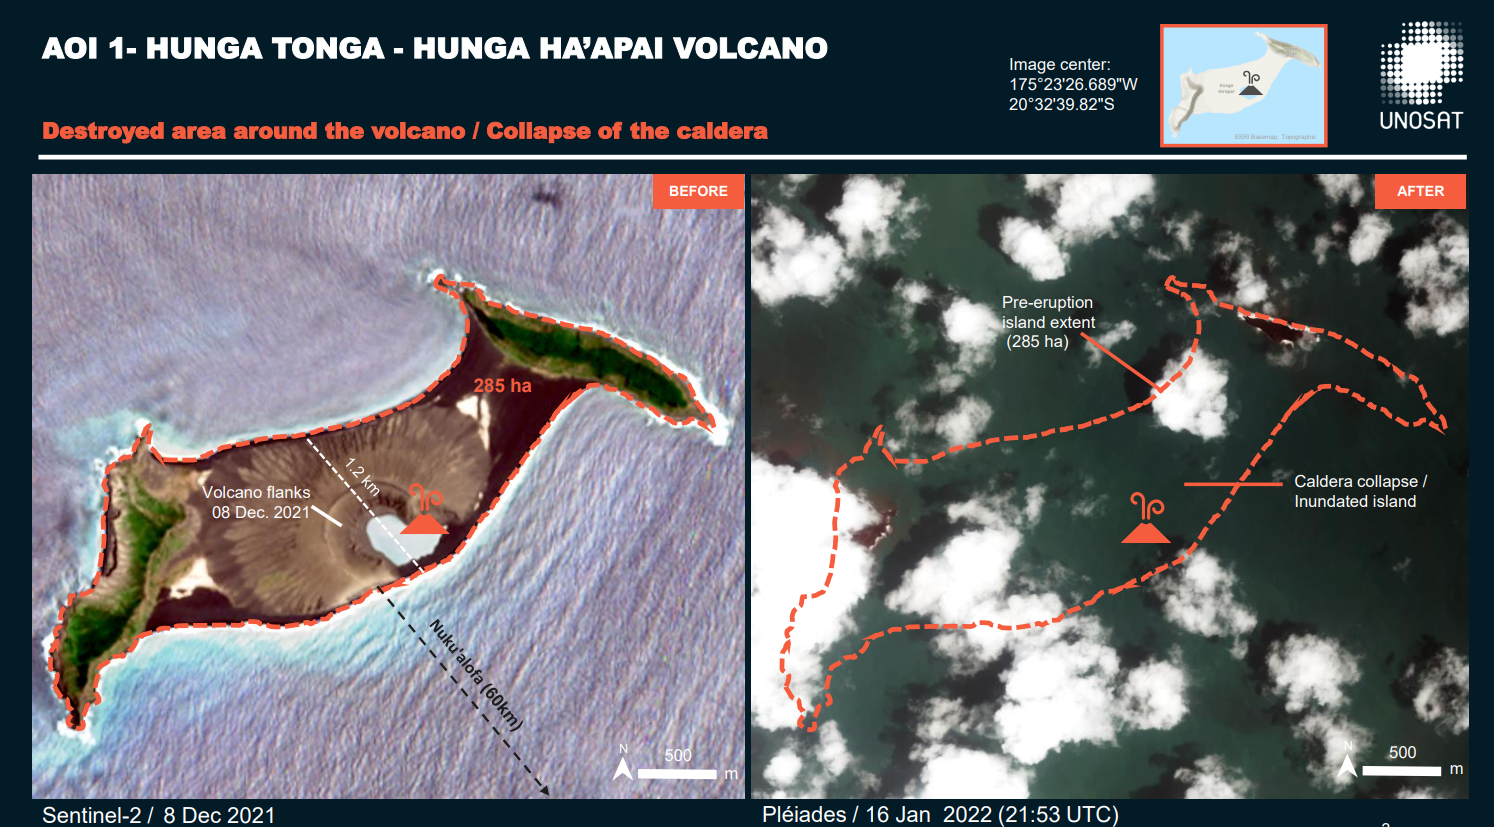 AOI 1- HUNGA TONGA - HUNGA HA’APAI VOLCANO
Image center:
175°23'26.689"W
20°32'39.82"S
ESRI Basemap, Topographic
UNOSAT
Destroyed area around the volcano / Collapse of the caldera
BEFORE
285 ha
1.2 km
Volcano flanks
08 Dec. 2021
Nuku'alofa (60km)
N
500
m
Sentinel-2 / 8 Dec 2021
AFTER
Pre-eruption
island extent
(285 ha)
Caldera collapse /
Inundated island
N
500
m
Pléiades / 16 Jan 2022 (21:53 UTC)